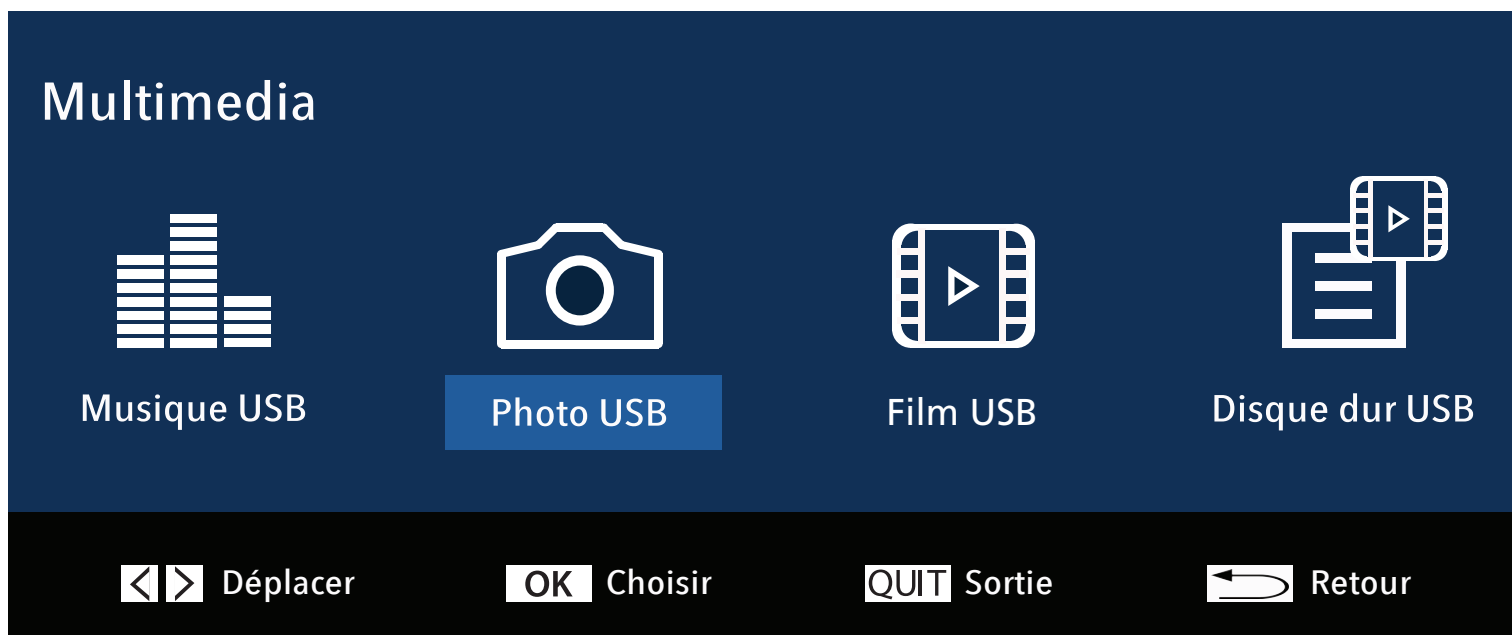 Multimedia
Musique USB
Photo USB
Film USB
Disque dur USB
Déplacer
OK Choisir
QUIT Sortie
Retour